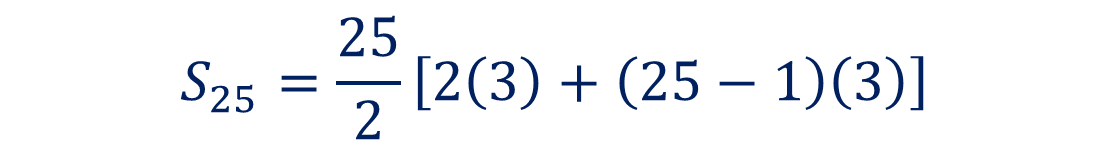 S₂₅ = 25/2 [2(3) + (25 − 1)(3)]